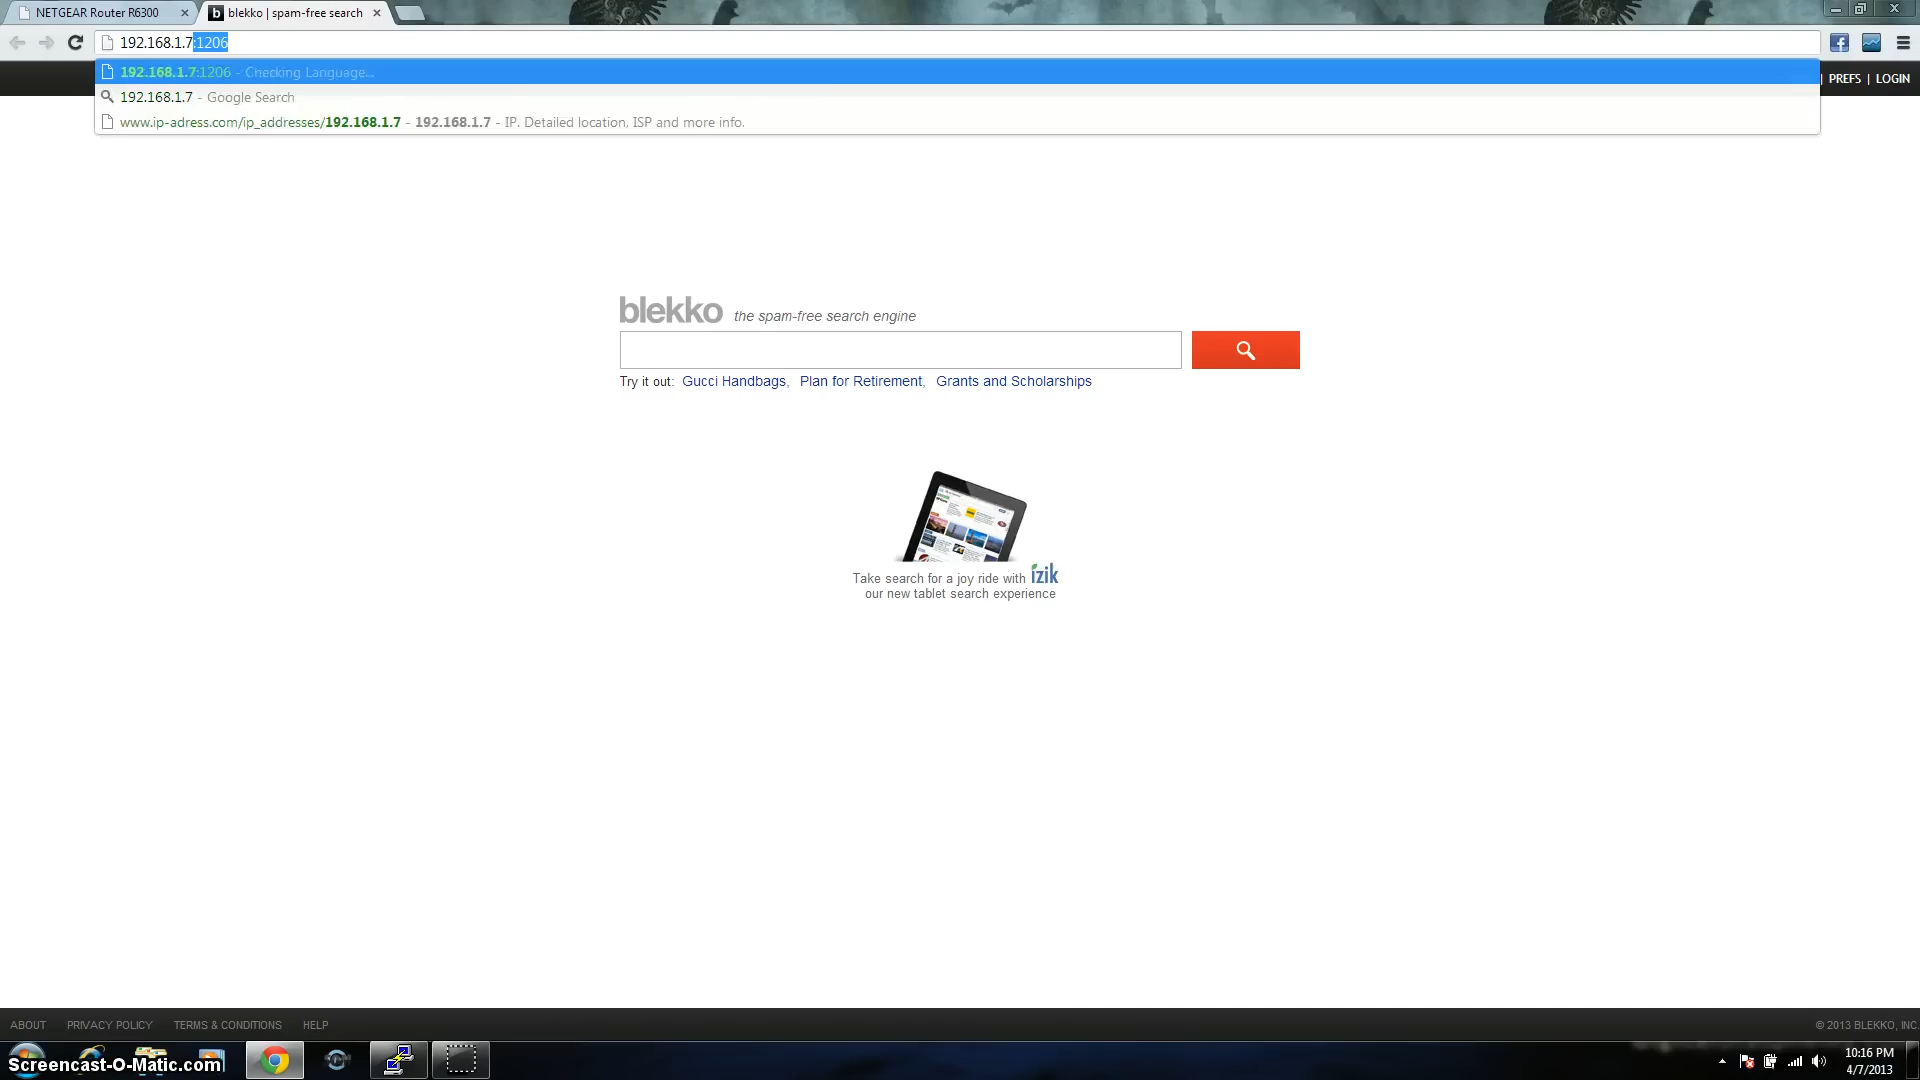 NETGEAR Router R6300
b blekko | spam-free search
192.168.1.7:1206
192.168.1.7:1206 - Checking Language...
192.168.1.7 - Google Search
www.ip-adress.com/ip_addresses/192.168.1.7 - 192.168.1.7 - IP. Detailed location, ISP and more info.
| PREFS | LOGIN
blekko the spam-free search engine
Try it out: Gucci Handbags, Plan for Retirement, Grants and Scholarships
Take search for a joy ride with izik
our new tablet search experience
ABOUT PRIVACY POLICY TERMS & CONDITIONS HELP
© 2013 BLEKKO, INC.
Screencast-O-Matic.com
10:16 PM
4/7/2013